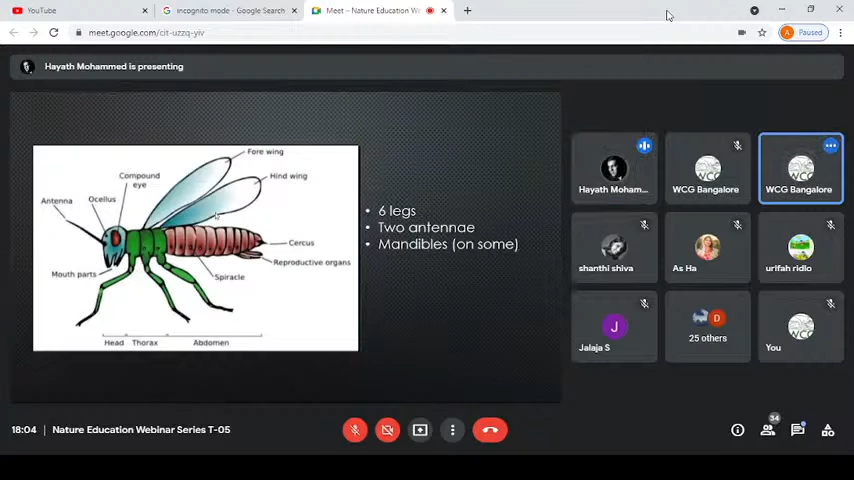 YouTube
incognito mode - Google Search
Meet – Nature Education We
meet.google.com/cit-uzzq-yiv
A
Paused
Hayath Mohammed is presenting
Fore wing
Hind wing
Compound
eye
Ocellus
Antenna
Cercus
Reproductive organs
Mouth parts
Spiracle
Head
Thorax
Abdomen
• 6 legs
• Two antennae
• Mandibles (on some)
Hayath Moham...
WCG Bangalore
WCG Bangalore
shanthi shiva
As Ha
urifah ridlo
J
Jalaja S
D
25 others
You
18:04
Nature Education Webinar Series T-05
34